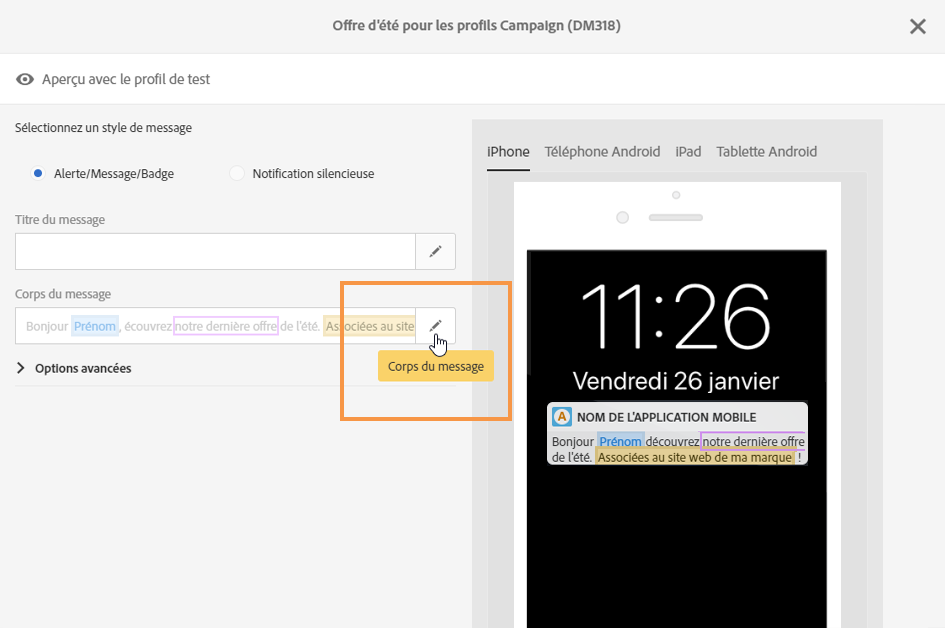 Offre d'été pour les profils Campaign (DM318)
Aperçu avec le profil de test
Sélectionnez un style de message
Alerte/Message/Badge
Notification silencieuse
Titre du message
Corps du message
Bonjour Prénom, écouvrez notre dernière offre de l'été. Associées au site
Corps du message
Options avancées
iPhone
Téléphone Android
iPad
Tablette Android
11:26
Vendredi 26 janvier
A NOM DE L'APPLICATION MOBILE
Bonjour Prénom découvrez notre dernière offre
de l'été. Associées au site web de ma marque !